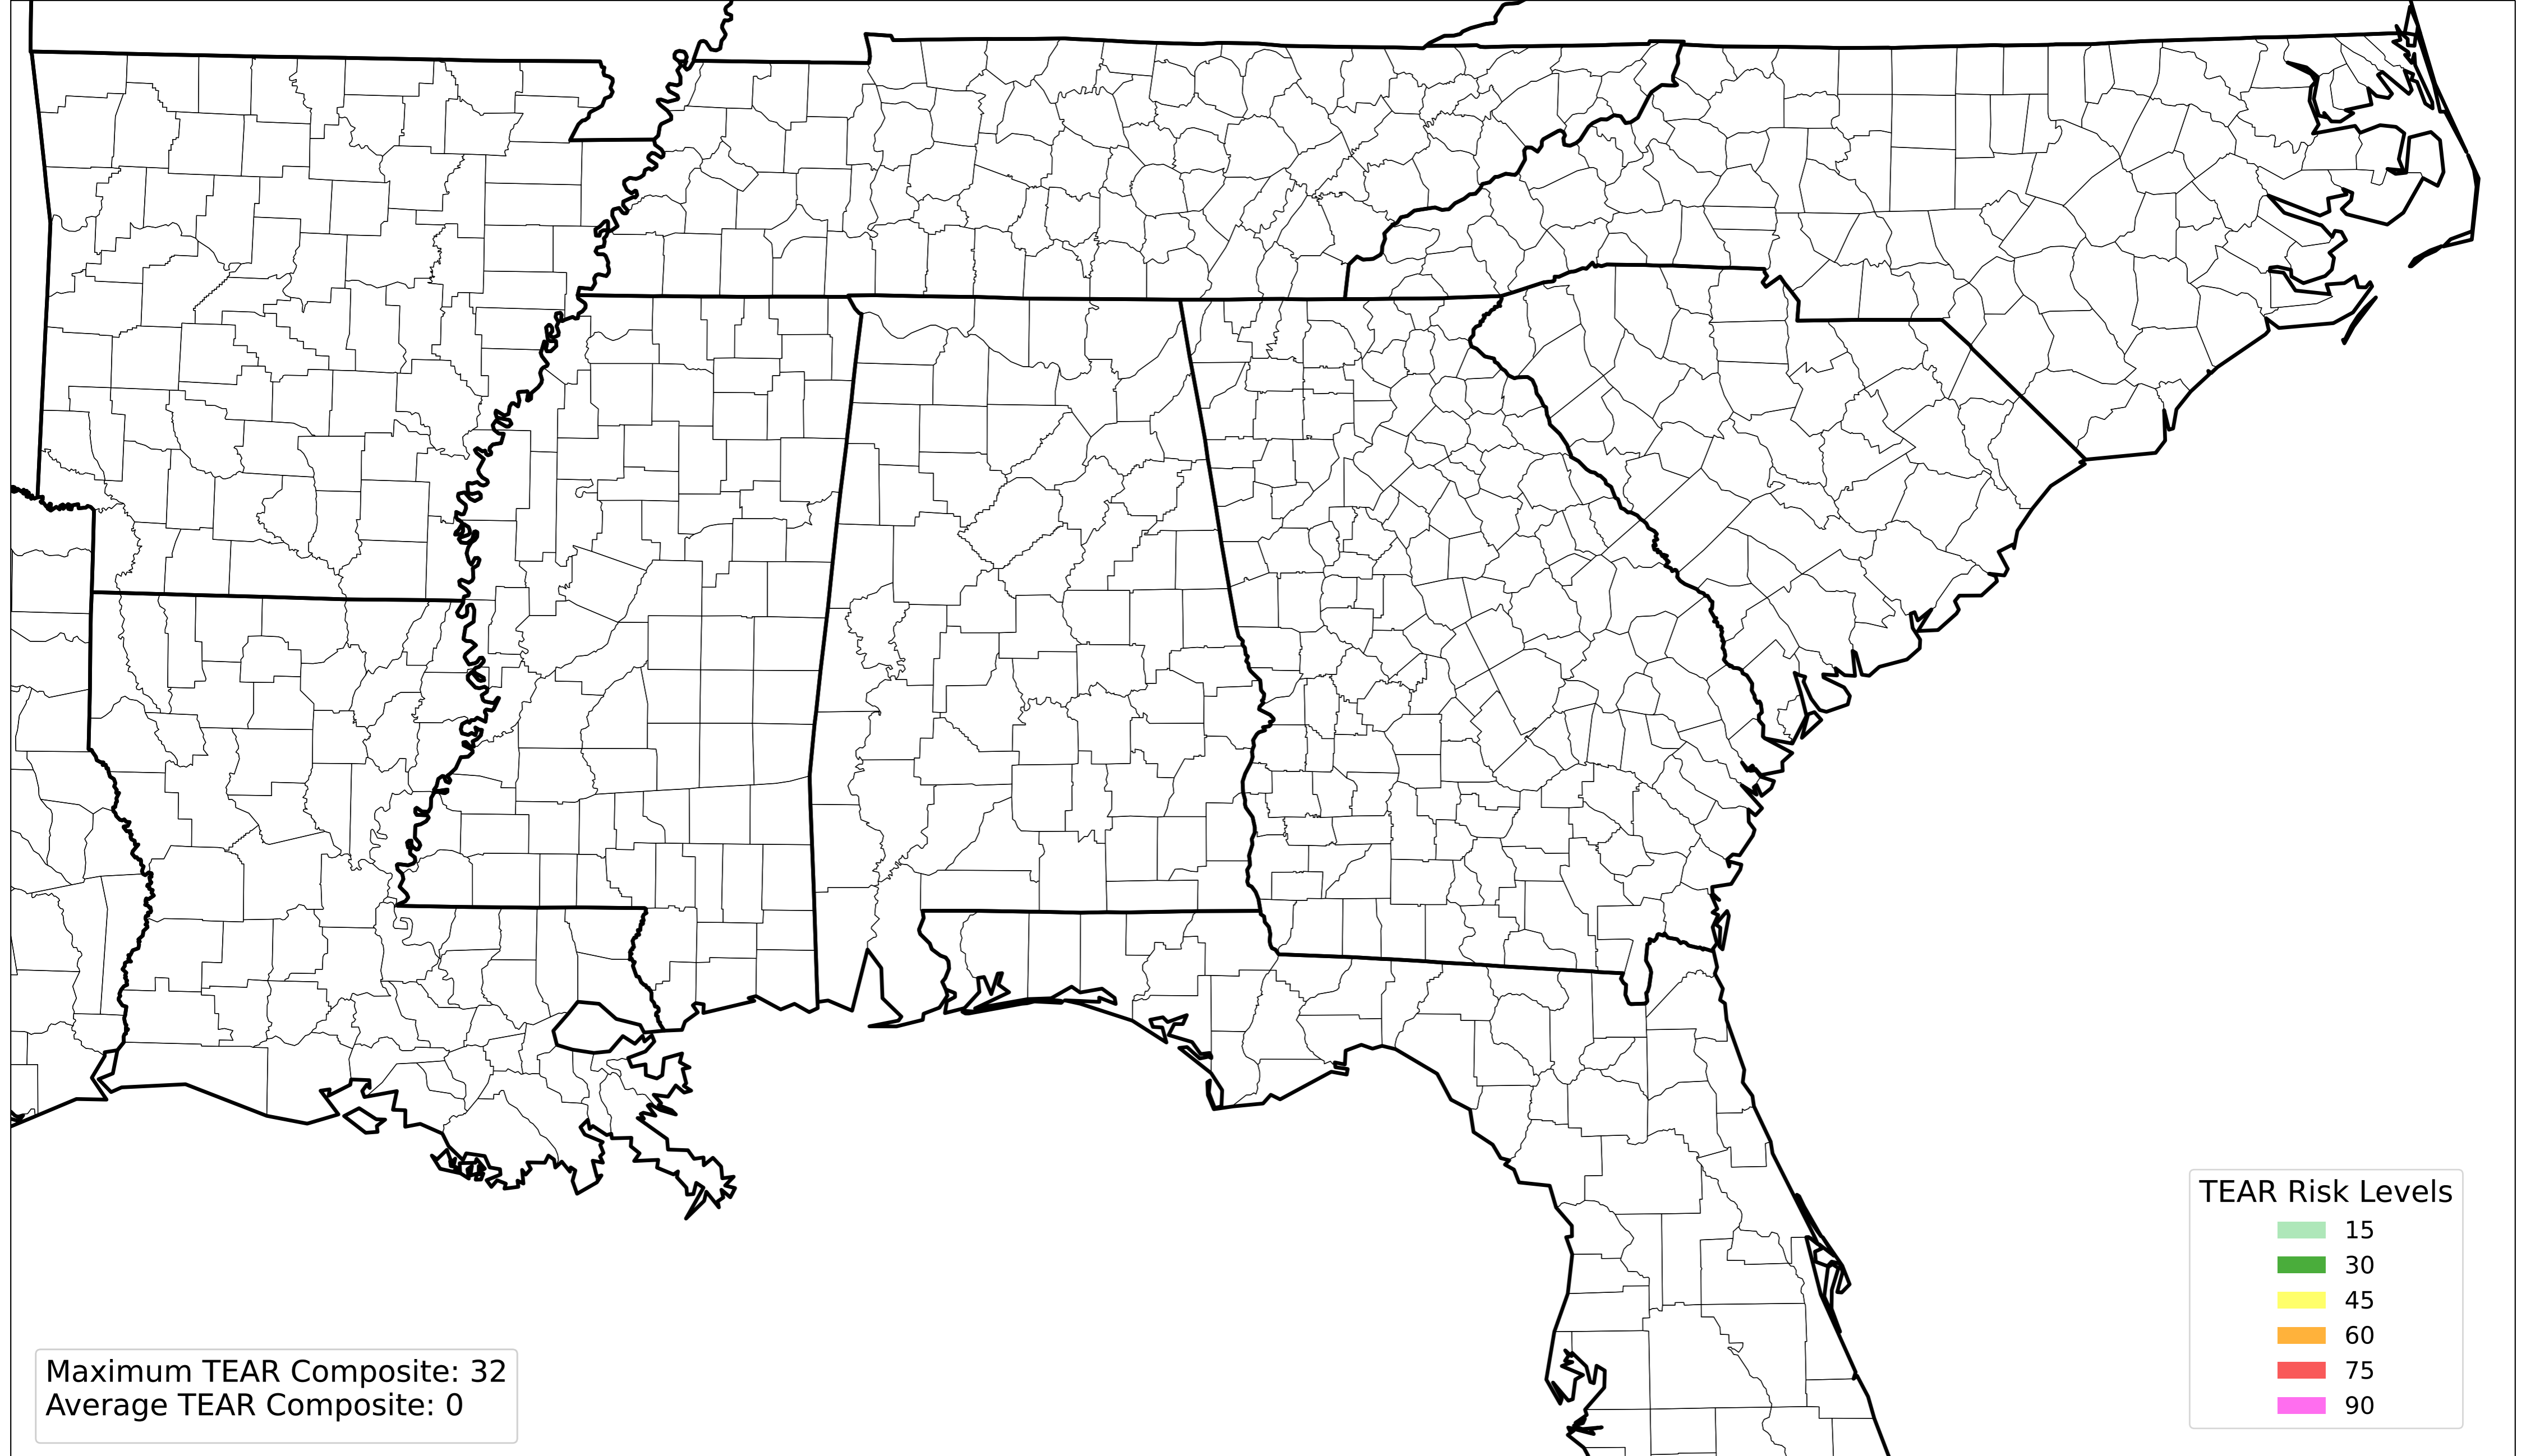 Maximum TEAR Composite: 32
Average TEAR Composite: 0
TEAR Risk Levels
15
30
45
60
75
90